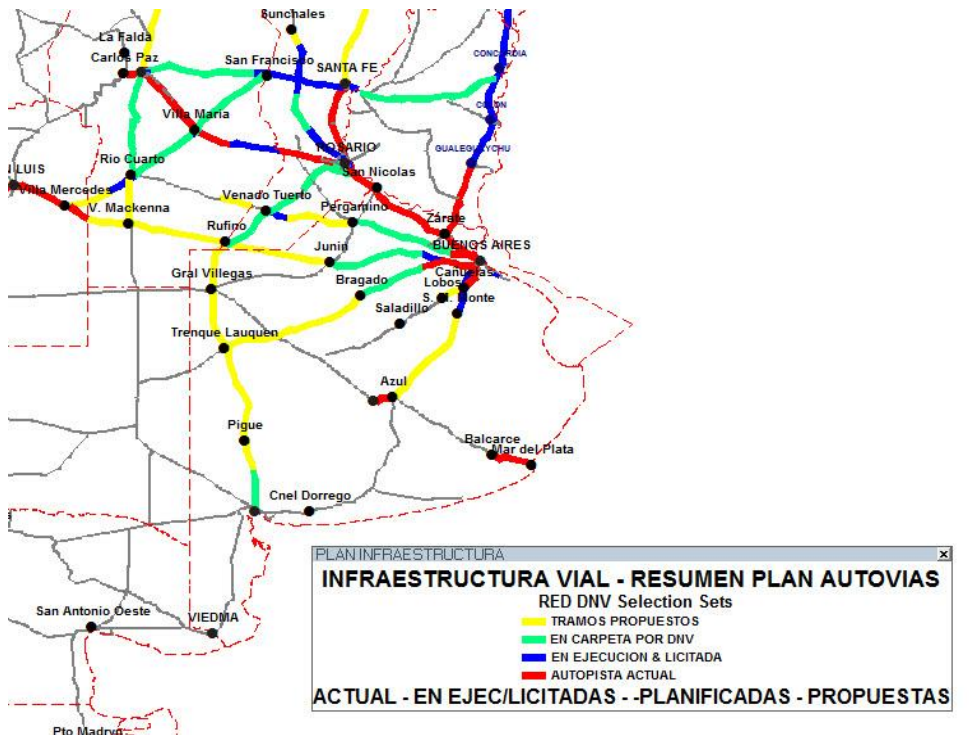 Sunchales
La Falda
CONCORDIA
Carlos Paz
San Francisco
SANTA FE
COLON
Villa Maria
ROSARIO
GUALEGUAYCHU
Rio Cuarto
N LUIS
San Nicolas
Villa Mercedes
Venado Tuerto
V. Mackenna
Pergamino
Zárate
Rufino
BUENOS AIRES
Junin
Gral Villegas
Cañuelas
Bragado
Lobos
S. M. Monte
Saladillo
Trenque Lauquen
Azul
Pigue
Balcarce
Mar del Plata
Cnel Dorrego
PLAN INFRAESTRUCTURA
INFRAESTRUCTURA VIAL - RESUMEN PLAN AUTOVIAS
RED DNV Selection Sets
TRAMOS PROPUESTOS
EN CARPETA POR DNV
EN EJECUCION & LICITADA
AUTOPISTA ACTUAL
ACTUAL - EN EJEC/LICITADAS - -PLANIFICADAS - PROPUESTAS
San Antonio Oeste
VIEDMA
Pto Madryn